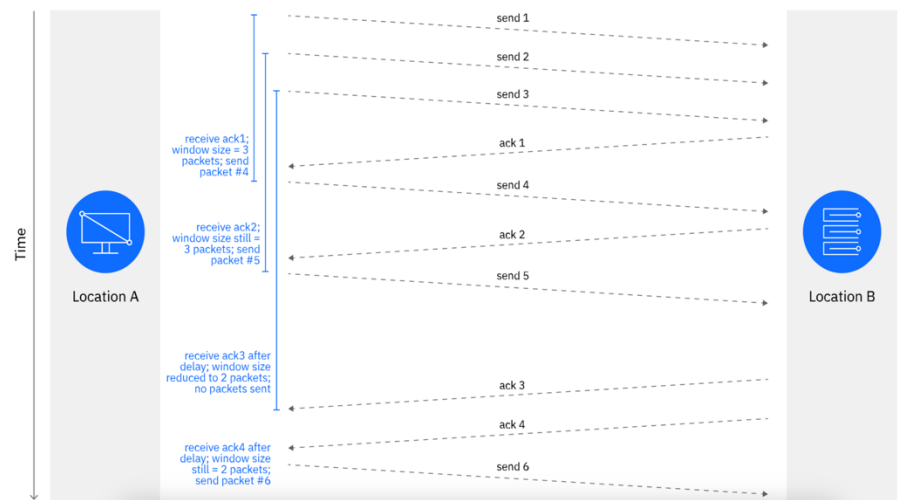 send 1
send 2
send 3
receive ack1;
window size = 3
packets; send
packet #4
ack 1
send 4
receive ack2;
window size still =
3 packets; send
packet #5
ack 2
Time
send 5
Location A
Location B
receive ack3 after
delay; window size
reduced to 2 packets;
no packets sent
ack 3
ack 4
receive ack4 after
delay; window size
still = 2 packets;
send packet #6
send 6